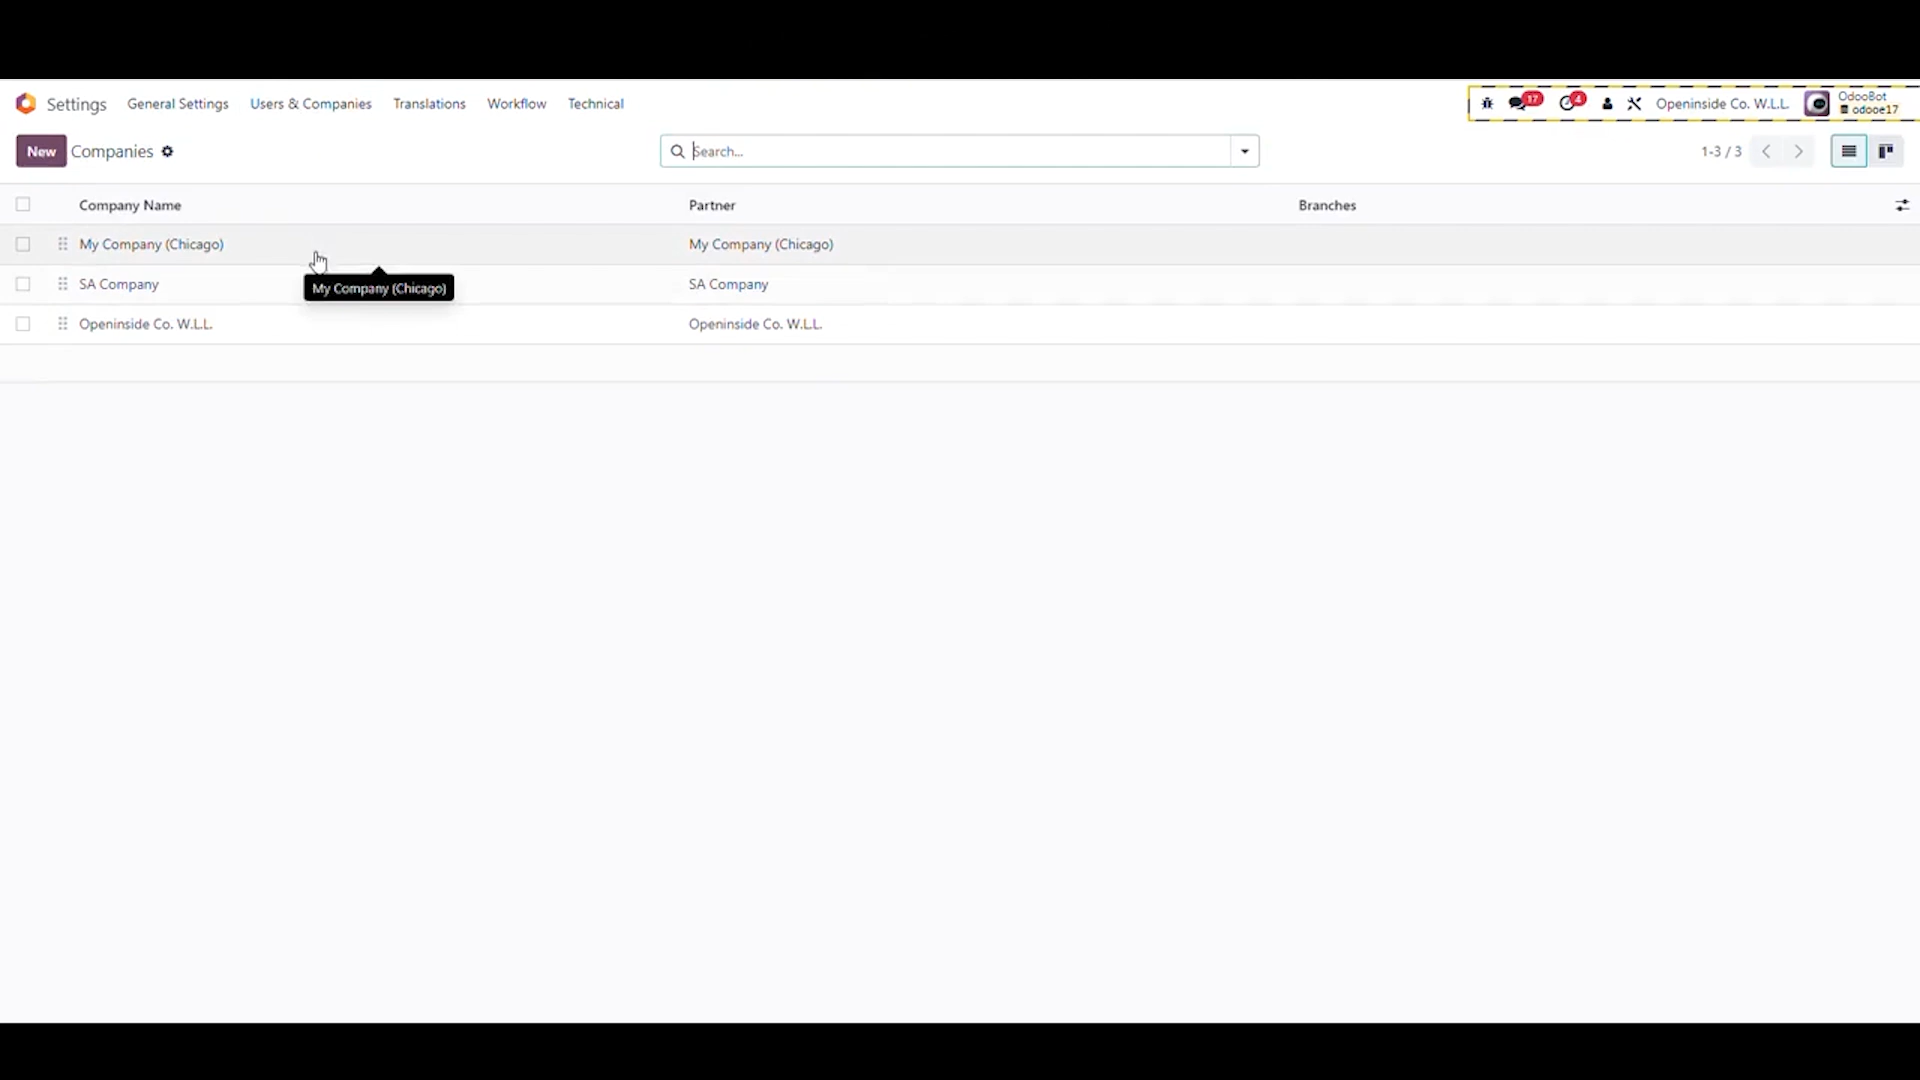 Settings General Settings Users & Companies Translations Workflow Technical 17 4 Openinside Co. W.L.L. OdooBot
odooe17
New Companies Search... 1-3 / 3
Company Name Partner Branches
My Company (Chicago) My Company (Chicago)
SA Company My Company (Chicago) SA Company
Openinside Co. W.L.L. Openinside Co. W.L.L.